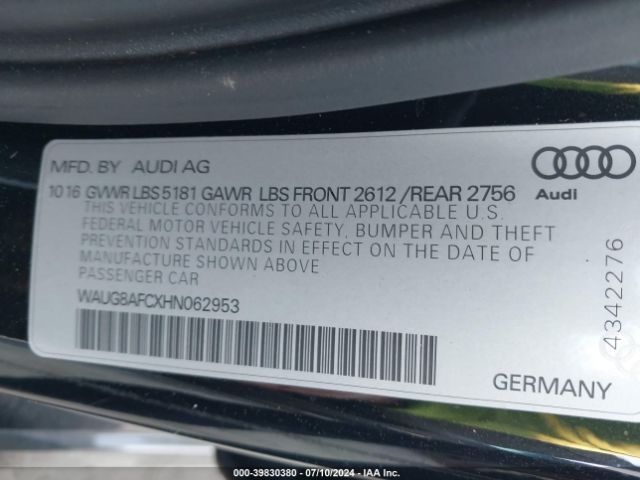 MFD. BY AUDI AG
10 16 GVWR LBS 5181 GAWR LBS FRONT 2612 /REAR 2756
THIS VEHICLE CONFORMS TO ALL APPLICABLE U.S.
FEDERAL MOTOR VEHICLE SAFETY, BUMPER AND THEFT
PREVENTION STANDARDS IN EFFECT ON THE DATE OF
MANUFACTURE SHOWN ABOVE
PASSENGER CAR
WAUG8AFCXHN062953
Audi
4342276
GERMANY
000-39830380 - 07/10/2024 - IAA Inc.